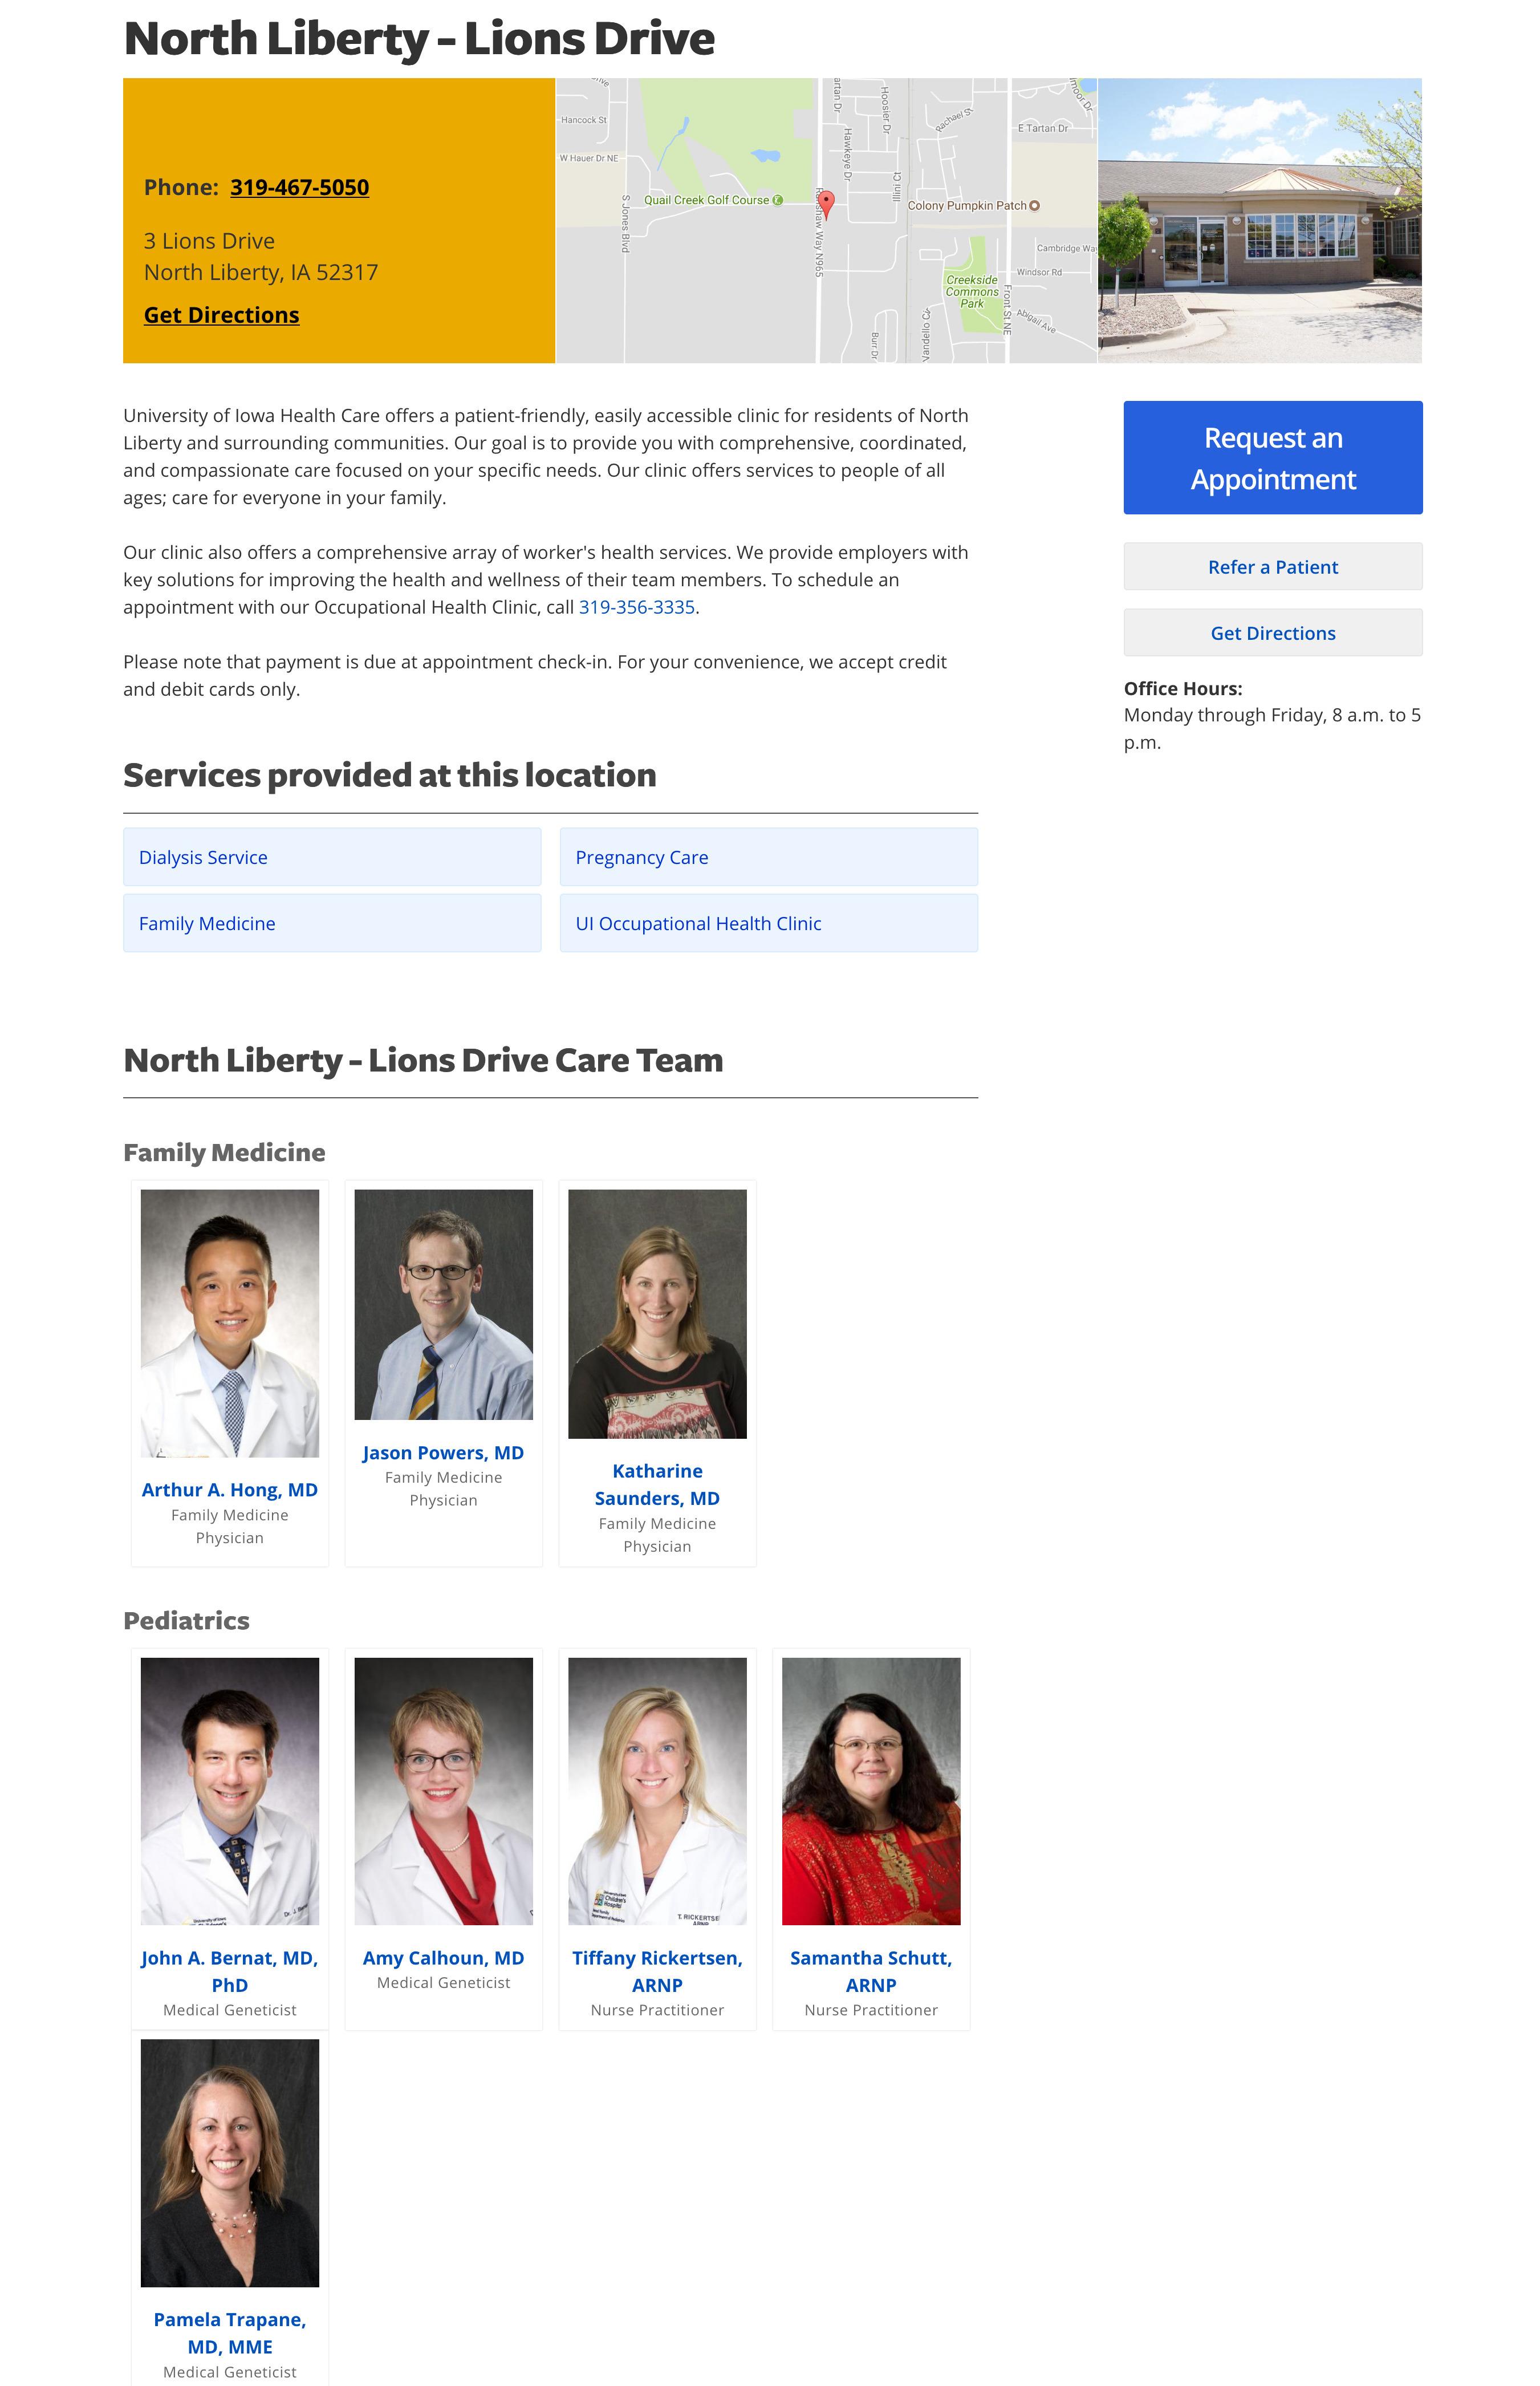 North Liberty – Lions Drive
Phone: 319-467-5050
3 Lions Drive
North Liberty, IA 52317
Get Directions
Hancock St
W Hauer Dr NE
S Jones Blvd
Quail Creek Golf Course
Hawkeye Dr
Hoosier Dr
Rachael St
E Tartan Dr
Illini Ct
Colony Pumpkin Patch
Cambridge Way
Windsor Rd
Creekside
Commons
Park
Front St NE
Abigail Ave
Burr Dr
University of Iowa Health Care offers a patient-friendly, easily accessible clinic for residents of North
Liberty and surrounding communities. Our goal is to provide you with comprehensive, coordinated,
and compassionate care focused on your specific needs. Our clinic offers services to people of all
ages; care for everyone in your family.
Our clinic also offers a comprehensive array of worker's health services. We provide employers with
key solutions for improving the health and wellness of their team members. To schedule an
appointment with our Occupational Health Clinic, call 319-356-3335.
Please note that payment is due at appointment check-in. For your convenience, we accept credit
and debit cards only.
Request an
Appointment
Refer a Patient
Get Directions
Office Hours:
Monday through Friday, 8 a.m. to 5
p.m.
Services provided at this location
Dialysis Service
Pregnancy Care
Family Medicine
UI Occupational Health Clinic
North Liberty – Lions Drive Care Team
Family Medicine
Arthur A. Hong, MD
Family Medicine
Physician
Jason Powers, MD
Family Medicine
Physician
Katharine
Saunders, MD
Family Medicine
Physician
Pediatrics
John A. Bernat, MD,
PhD
Medical Geneticist
Amy Calhoun, MD
Medical Geneticist
Tiffany Rickertsen,
ARNP
Nurse Practitioner
Samantha Schutt,
ARNP
Nurse Practitioner
Pamela Trapane,
MD, MME
Medical Geneticist